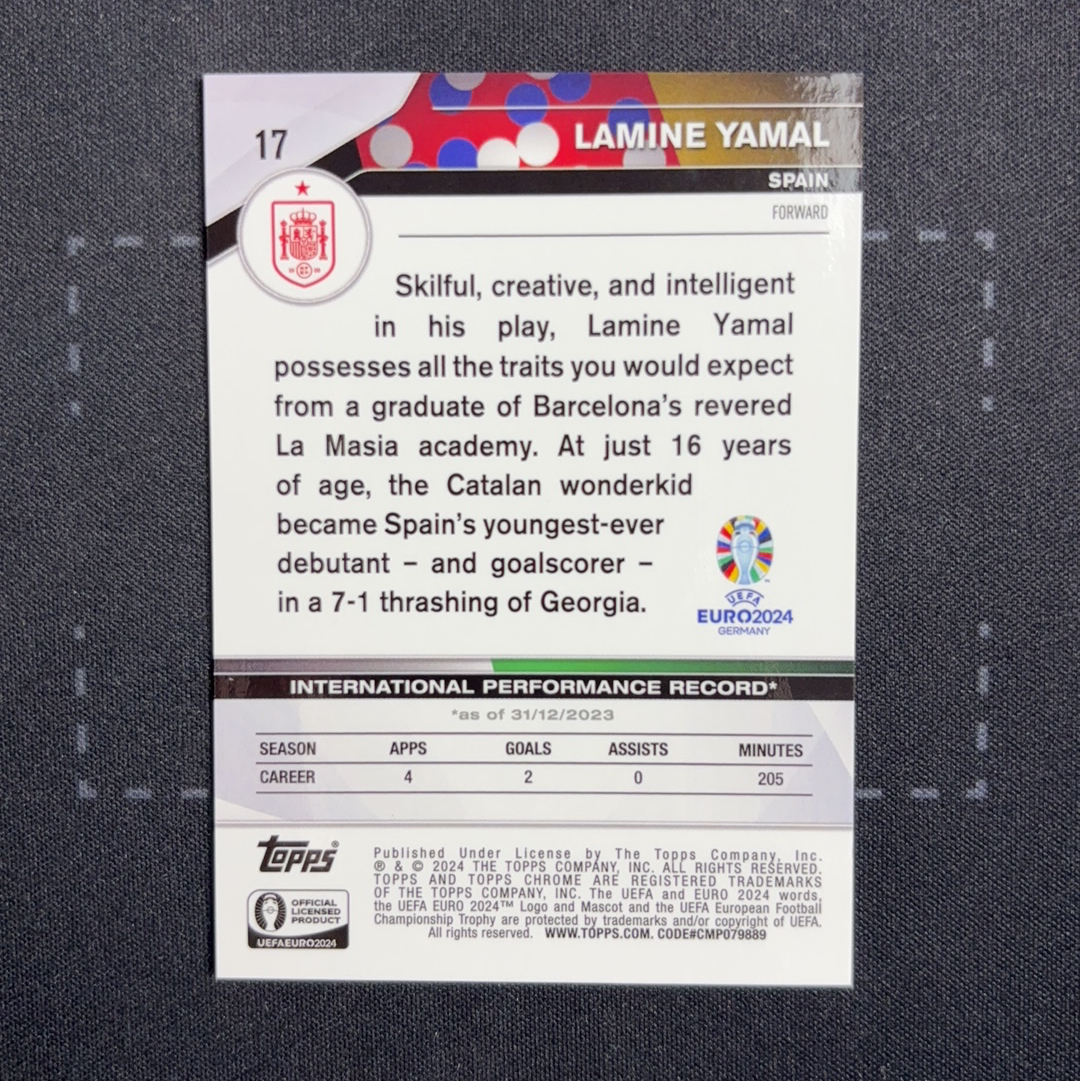 17
LAMINE YAMAL
SPAIN
FORWARD
Skilful, creative, and intelligent
in his play, Lamine Yamal
possesses all the traits you would expect
from a graduate of Barcelona's revered
La Masia academy. At just 16 years
of age, the Catalan wonderkid
became Spain's youngest-ever
debutant – and goalscorer –
in a 7-1 thrashing of Georgia.
UEFA
EURO2024
GERMANY
INTERNATIONAL PERFORMANCE RECORD*
*as of 31/12/2023
SEASON APPS GOALS ASSISTS MINUTES
CAREER 4 2 0 205
topps®
OFFICIAL
LICENSED
PRODUCT
UEFAEURO2024
Published Under License by The Topps Company, Inc.
® & © 2024 THE TOPPS COMPANY, INC. ALL RIGHTS RESERVED.
TOPPS AND TOPPS CHROME ARE REGISTERED TRADEMARKS
OF THE TOPPS COMPANY, INC. The UEFA and EURO 2024 words,
the UEFA EURO 2024™ Logo and Mascot and the UEFA European Football
Championship Trophy are protected by trademarks and/or copyright of UEFA.
All rights reserved. WWW.TOPPS.COM. CODE#CMP079889